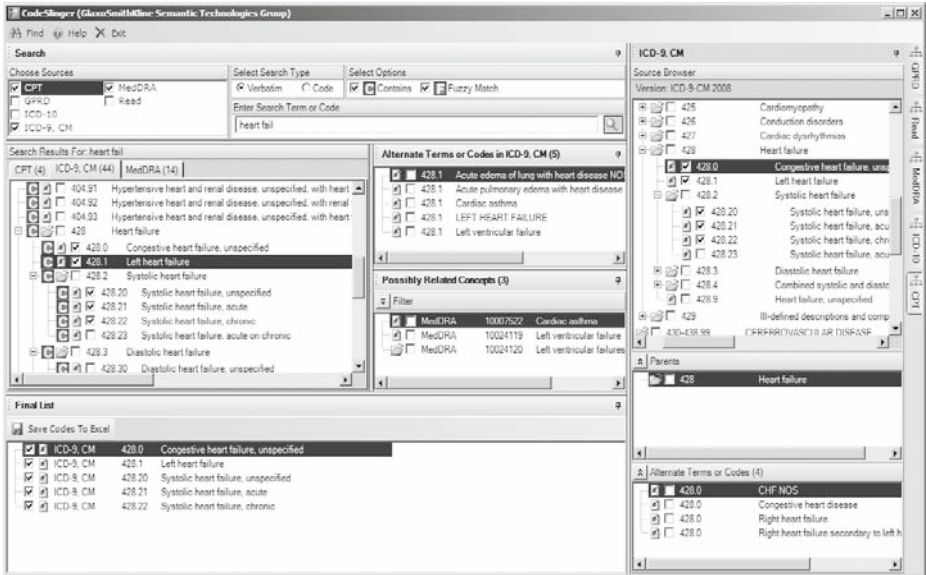 CodeSlinger (GlaxoSmithKline Semantic Technologies Group)
Find Help Exit
Search
Choose Sources
CPT
MedDRA
GPRD
Read
ICD-10
ICD-9, CM
Select Search Type
Verbatim Code
Select Options
Contains Fuzzy Match
Enter Search Term or Code
heart fail
Search Results For: heart fail
CPT (4) ICD-9, CM (44) MedDRA (14)
404.91 Hypertensive heart and renal disease, unspecified, with heart
404.92 Hypertensive heart and renal disease, unspecified, with renal
404.93 Hypertensive heart and renal disease, unspecified, with heart
428 Heart failure
428.0 Congestive heart failure, unspecified
428.1 Left heart failure
428.2 Systolic heart failure
428.20 Systolic heart failure, unspecified
428.21 Systolic heart failure, acute
428.22 Systolic heart failure, chronic
428.23 Systolic heart failure, acute on chronic
428.3 Diastolic heart failure
428.30 Diastolic heart failure, unspecified
Alternate Terms or Codes in ICD-9, CM (5)
428.1 Acute edema of lung with heart disease NOS
428.1 Acute pulmonary edema with heart disease
428.1 Cardiac asthma
428.1 LEFT HEART FAILURE
428.1 Left ventricular failure
Possibly Related Concepts (3)
Filter
MedDRA 10007522 Cardiac asthma
MedDRA 10024119 Left ventricular failure
MedDRA 10024120 Left ventricular failures
Final List
Save Codes To Excel
ICD-9, CM 428.0 Congestive heart failure, unspecified
ICD-9, CM 428.1 Left heart failure
ICD-9, CM 428.20 Systolic heart failure, unspecified
ICD-9, CM 428.21 Systolic heart failure, acute
ICD-9, CM 428.22 Systolic heart failure, chronic
ICD-9, CM
Source Browser
Version: ICD-9-CM 2008
425 Cardiomyopathy
426 Conduction disorders
427 Cardiac dysrhythmias
428 Heart failure
428.0 Congestive heart failure, uns
428.1 Left heart failure
428.2 Systolic heart failure
428.20 Systolic heart failure, uns
428.21 Systolic heart failure, acu
428.22 Systolic heart failure, chr
428.23 Systolic heart failure, acu
428.3 Diastolic heart failure
428.4 Combined systolic and diasto
428.9 Heart failure, unspecified
429 Ill-defined descriptions and comp
430-438.99 CEREBROVASCULAR DISEASE
Parents
428 Heart failure
Alternate Terms or Codes (4)
428.0 CHF NOS
428.0 Congestive heart disease
428.0 Right heart failure
428.0 Right heart failure secondary to left h
GPRD
Read
MedDRA
ICD-10
CPT